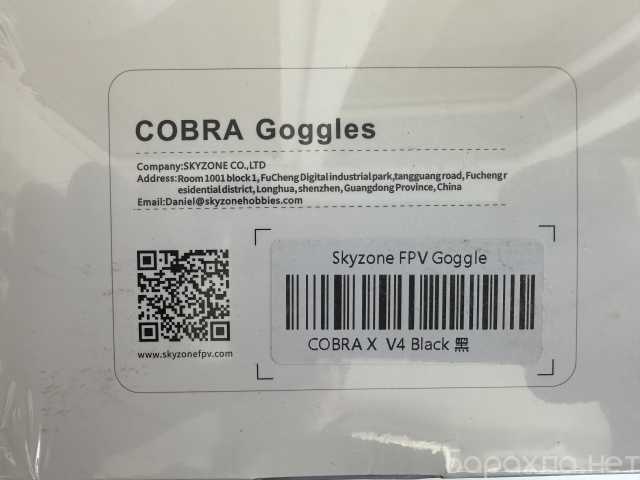 COBRA Goggles
Company:SKYZONE CO.,LTD
Address:Room 1001 block 1, FuCheng Digital industrial park,tangguang road, Fucheng r
esidential district, Longhua, shenzhen, Guangdong Province, China
Email:Daniel@skyzonehobbies.com
Skyzone FPV Goggle
COBRA X V4 Black 黑
www.skyzonefpv.com
барахло.нет